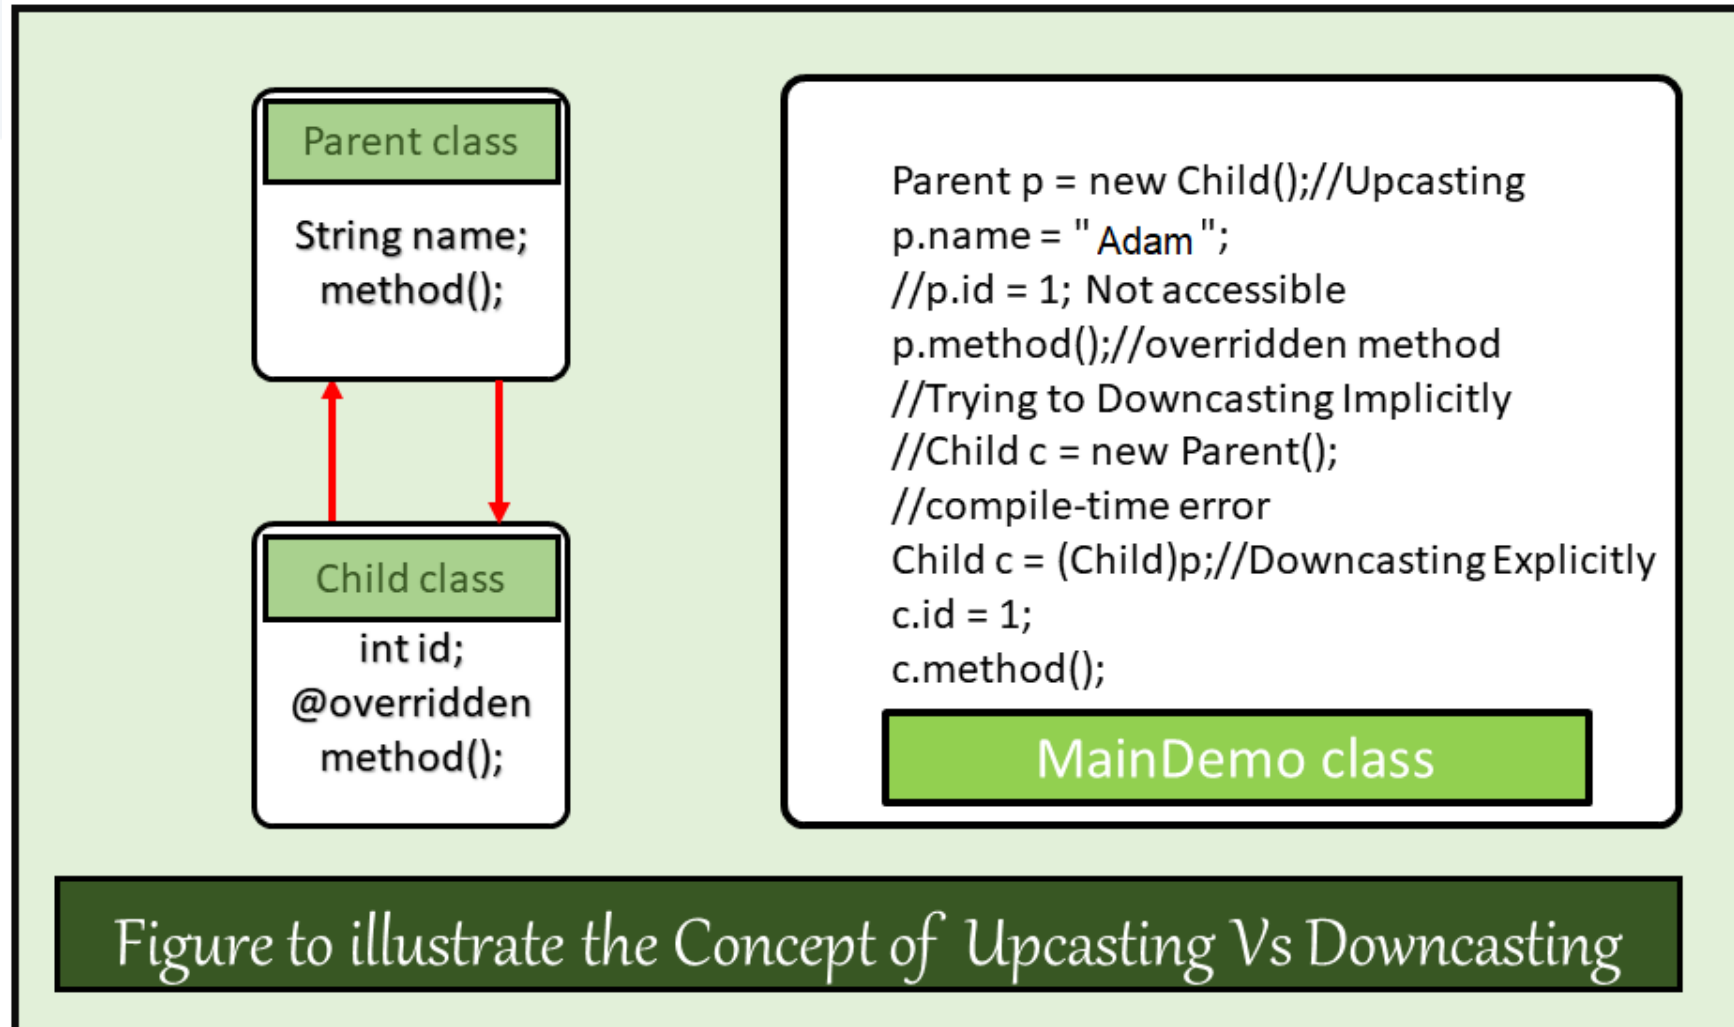 Parent class
String name;
method();
Child class
int id;
@overridden
method();
Parent p = new Child();//Upcasting
p.name = "Adam";
//p.id = 1; Not accessible
p.method();//overridden method
//Trying to Downcasting Implicitly
//Child c = new Parent();
//compile-time error
Child c = (Child)p;//Downcasting Explicitly
c.id = 1;
c.method();
MainDemo class
Figure to illustrate the Concept of Upcasting Vs Downcasting